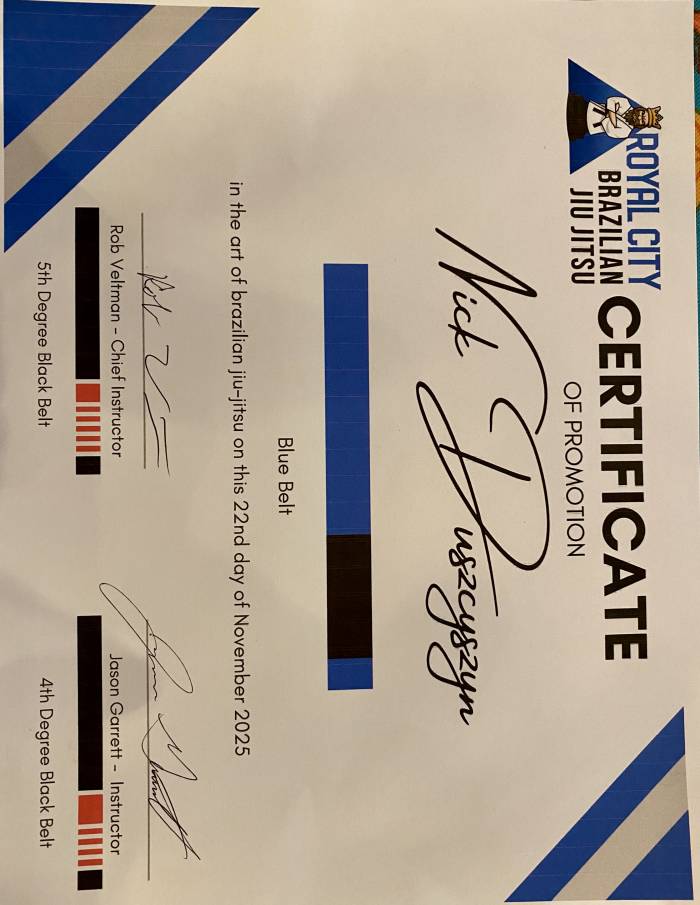 ROYAL CITY
BRAZILIAN
JIU JITSU
CERTIFICATE
OF PROMOTION
Nick Duszcyszyn
Blue Belt
in the art of brazilian jiu-jitsu on this 22nd day of November 2025
Rob Veltman - Chief Instructor
5th Degree Black Belt
Jason Garrett - Instructor
4th Degree Black Belt